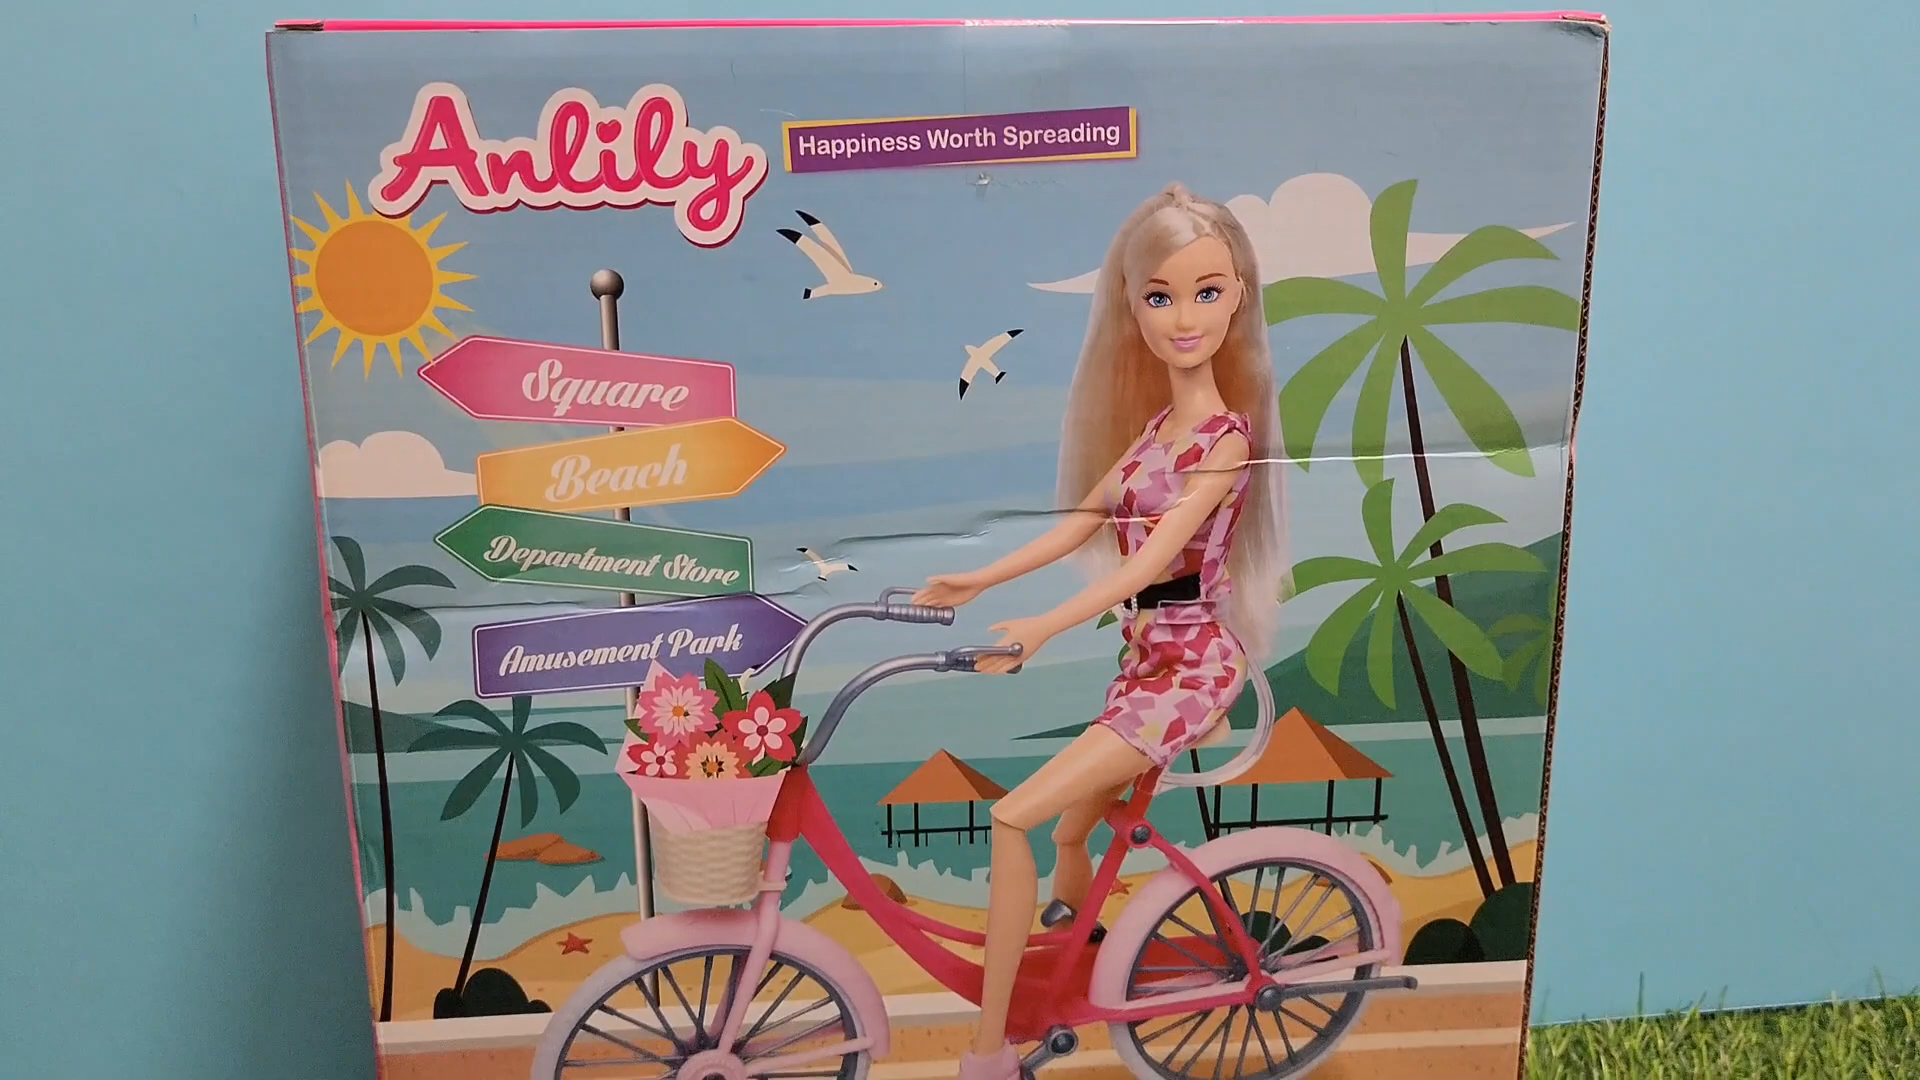 Anlily
Happiness Worth Spreading
Square
Beach
Department Store
Amusement Park